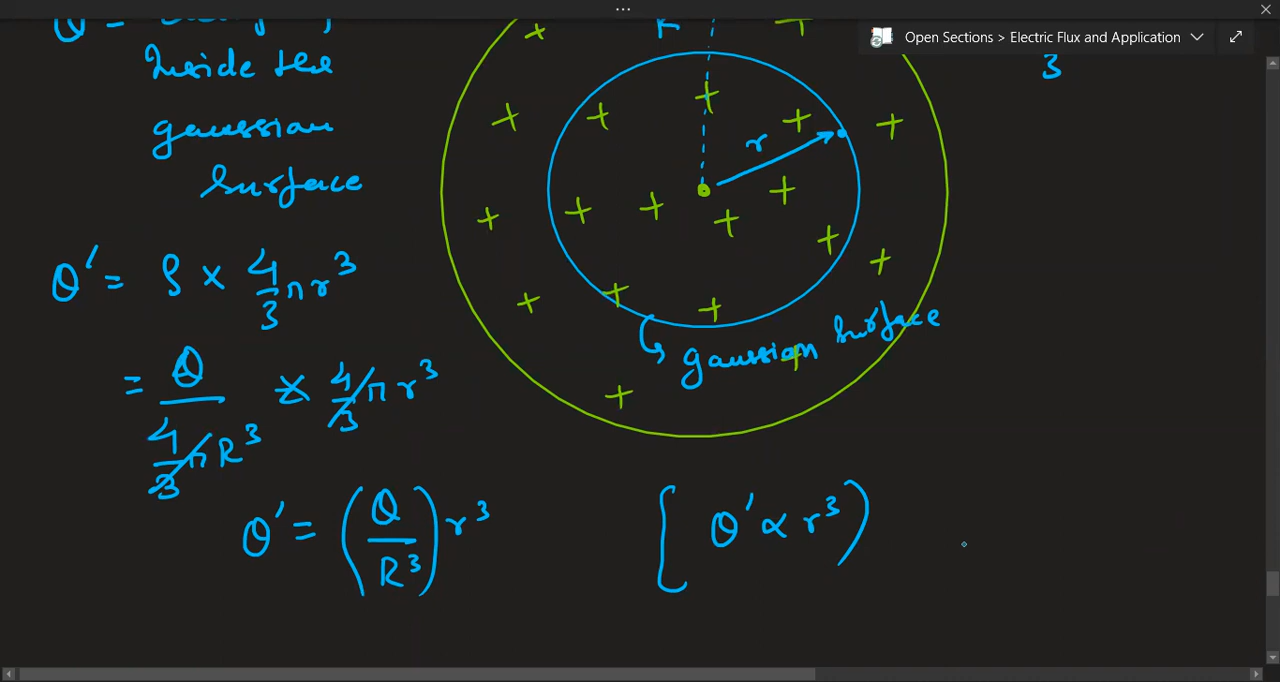 Open Sections > Electric Flux and Application
Q' =
Inside the
gaussian
surface
R
3
r
Q' = ρ × 4/3 πr³
= Q / (4/3 πR³) × 4/3 πr³
gaussian surface
Q' = (Q/R³) r³
[Q' ∝ r³)